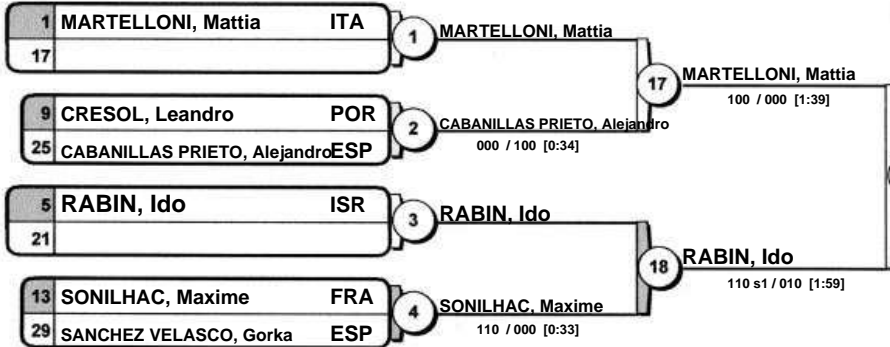 1 MARTELLONI, Mattia ITA
17
1
MARTELLONI, Mattia
9 CRESOL, Leandro POR
25 CABANILLAS PRIETO, Alejandro ESP
2
CABANILLAS PRIETO, Alejandro
000 / 100 [0:34]
17
MARTELLONI, Mattia
100 / 000 [1:39]
5 RABIN, Ido ISR
21
3
RABIN, Ido
13 SONILHAC, Maxime FRA
29 SANCHEZ VELASCO, Gorka ESP
4
SONILHAC, Maxime
110 / 000 [0:33]
18
RABIN, Ido
110 s1 / 010 [1:59]